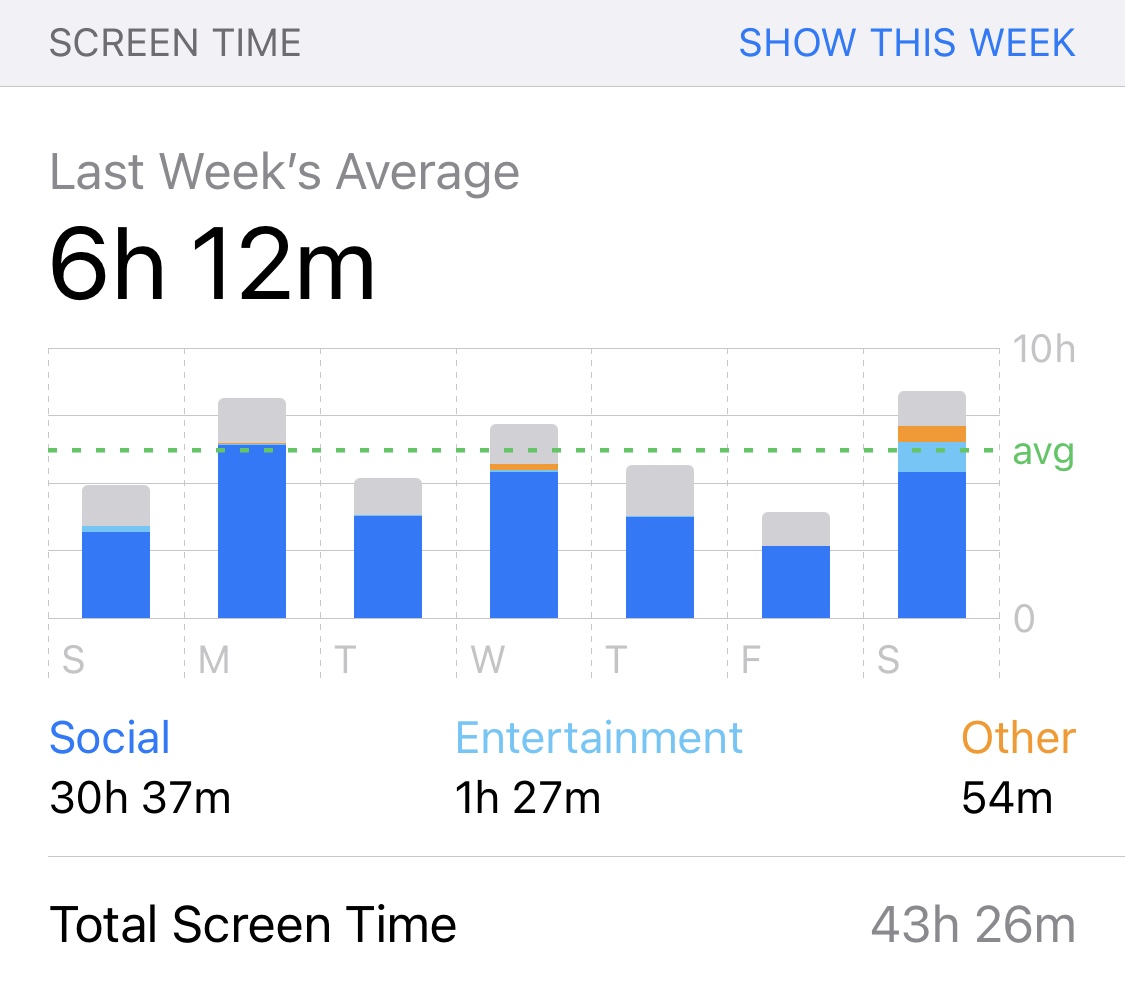 SCREEN TIME SHOW THIS WEEK
Last Week’s Average
6h 12m
10h
avg
0
S M T W T F S
Social Entertainment Other
30h 37m 1h 27m 54m
Total Screen Time 43h 26m